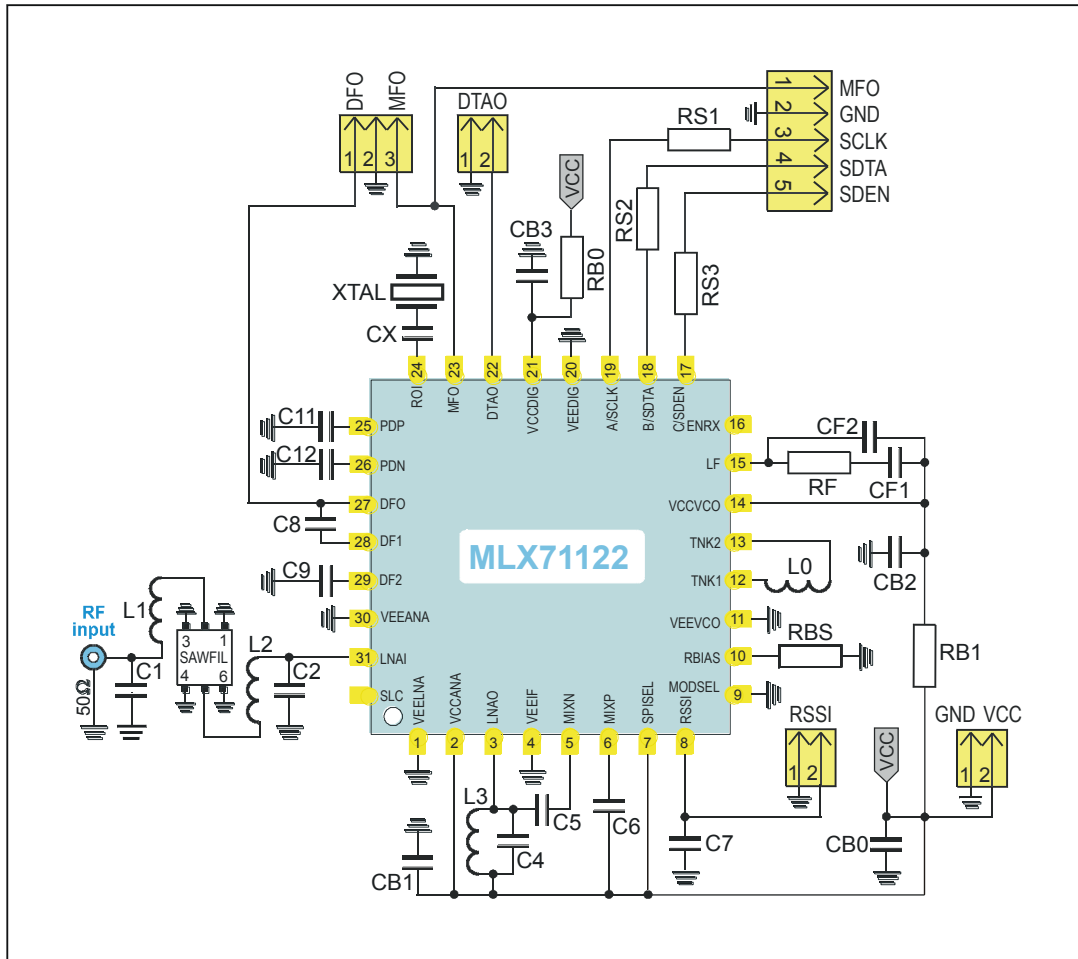 DFO
MFO
DTAO
1 2 3
1 2
1 MFO
2 GND
3 SCLK
4 SDTA
5 SDEN
RS1
VCC
RS2
CB3
RB0
RS3
XTAL
CX
24 23 22 21 20 19 18 17
ROI
MFO
DTAO
VCCDIG
VEEDIG
A/SCLK
B/SDTA
C/SDEN
C11
25 PDP
ENRX 16
CF2
C12
26 PDN
LF 15
RF
CF1
27 DFO
VCCVCO 14
C8
28 DF1
TNK2 13
MLX71122
C9
29 DF2
TNK1 12
L0
CB2
L1
RF
input
30 VEEANA
VEEVCO 11
RBS
3 1
SAWFIL
4 6
L2
31 LNAI
RBIAS 10
RB1
C1
C2
50Ω
SLC
MODSEL 9
VEELNA
VCCANA
LNAO
VEEIF
MIXN
MIXP
SPISEL
RSSI
1 2 3 4 5 6 7 8
RSSI
1 2
VCC
GND VCC
1 2
L3
C5
C6
C7
C4
CB1
CB0